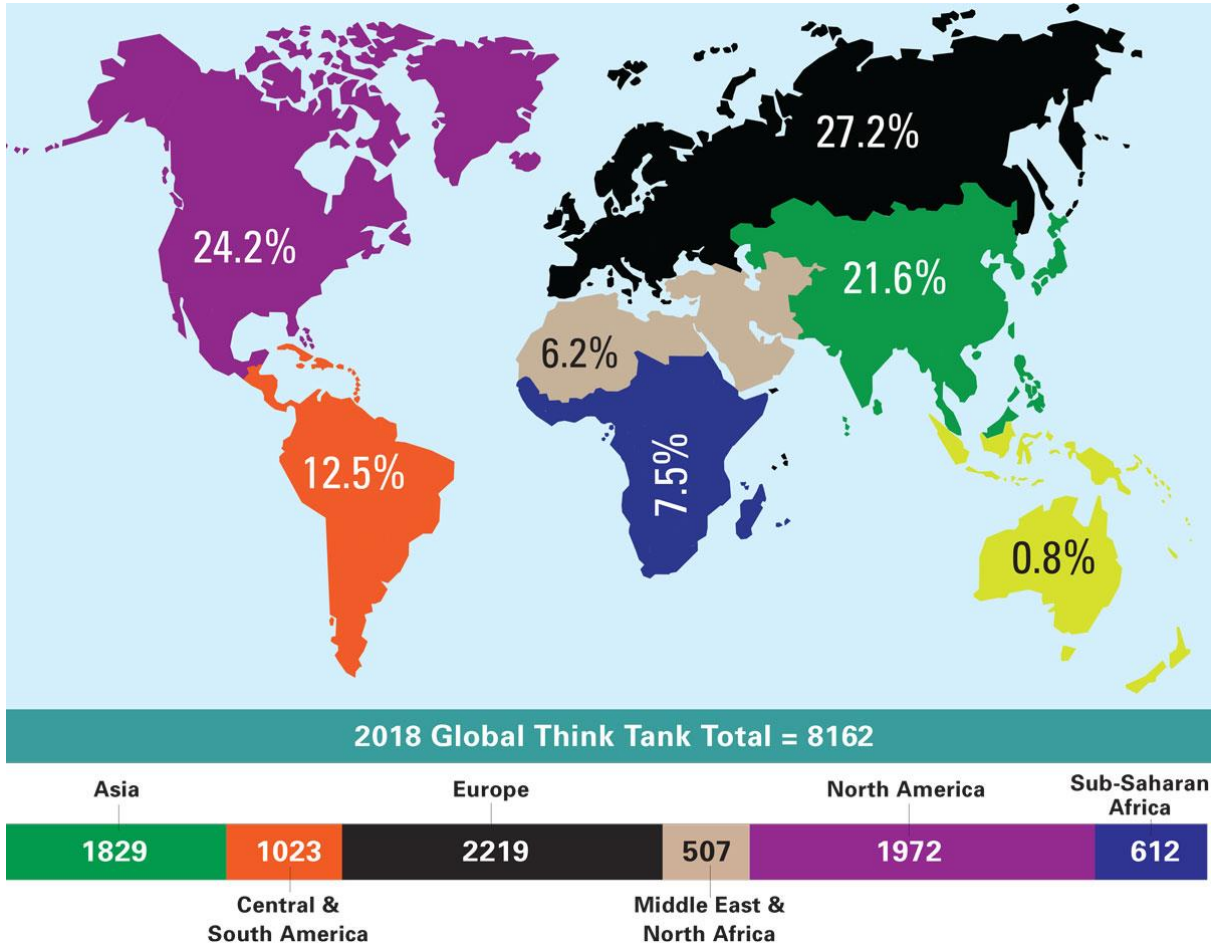 27.2%
24.2%
21.6%
6.2%
12.5%
7.5%
0.8%
2018 Global Think Tank Total = 8162
Asia
Europe
North America
Sub-Saharan
Africa
1829
1023
2219
507
1972
612
Central &
South America
Middle East &
North Africa